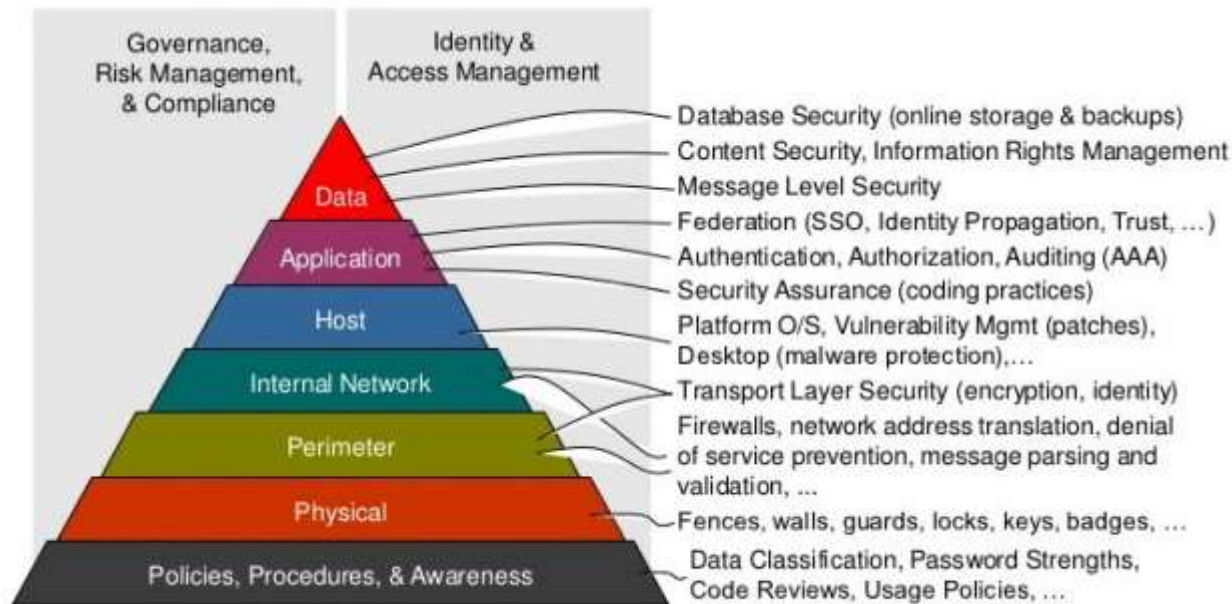 Governance,
Risk Management,
& Compliance
Identity &
Access Management
Data
Application
Host
Internal Network
Perimeter
Physical
Policies, Procedures, & Awareness
Database Security (online storage & backups)
Content Security, Information Rights Management
Message Level Security
Federation (SSO, Identity Propagation, Trust, …)
Authentication, Authorization, Auditing (AAA)
Security Assurance (coding practices)
Platform O/S, Vulnerability Mgmt (patches),
Desktop (malware protection),…
Transport Layer Security (encryption, identity)
Firewalls, network address translation, denial
of service prevention, message parsing and
validation, ...
Fences, walls, guards, locks, keys, badges, …
Data Classification, Password Strengths,
Code Reviews, Usage Policies, …